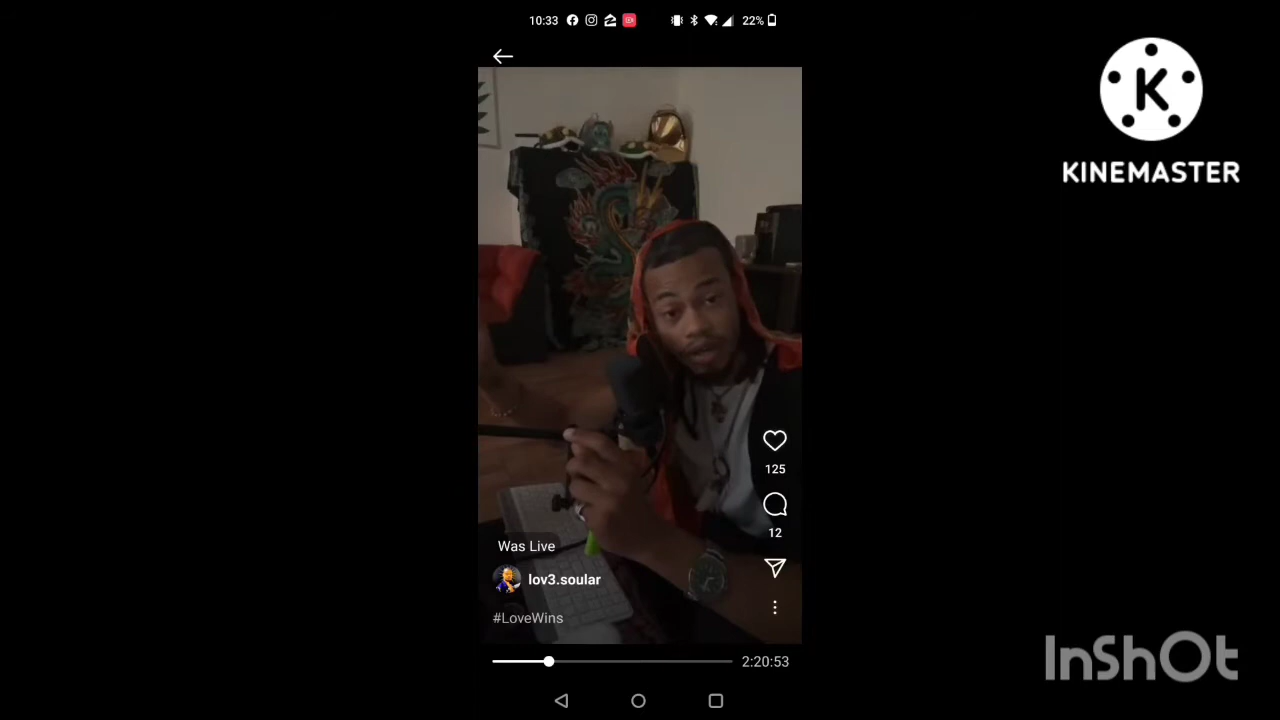 10:33
22%
K
KINEMASTER
125
12
Was Live
lov3.soular
#LoveWins
2:20:53
InShOt